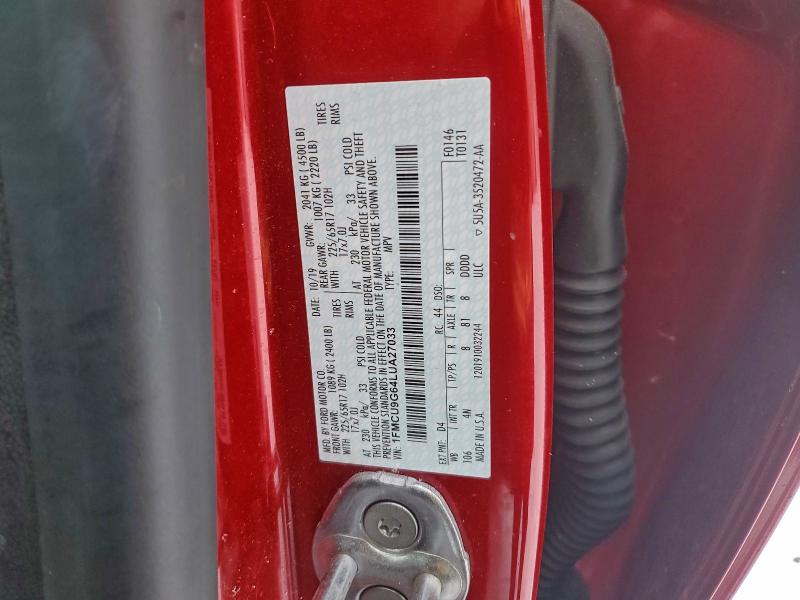 MFD. BY FORD MOTOR CO. DATE: 10/19 GVWR: 2041 KG ( 4500 LB)
FRONT GAWR: 1089 KG ( 2400 LB) REAR GAWR: 1007 KG ( 2220 LB)
WITH 225/65R17 102H TIRES WITH 225/65R17 102H TIRES
17x7.0J RIMS 17x7.0J RIMS
AT 230 kPa/ 33 PSI COLD AT 230 kPa/ 33 PSI COLD
THIS VEHICLE CONFORMS TO ALL APPLICABLE FEDERAL MOTOR VEHICLE SAFETY AND THEFT
PREVENTION STANDARDS IN EFFECT ON THE DATE OF MANUFACTURE SHOWN ABOVE.
VIN: 1FMCU9G64LUA27033 TYPE: MPV
F0146
EXT PNT: D4 RC: 44 DSO: T0131
WB INT TR TP/PS R AXLE TR SPR
106 4N 8 81 8 DDDD
MADE IN U.S.A. 1201910032244 ULC ▽ 5U5A-3520472-AA